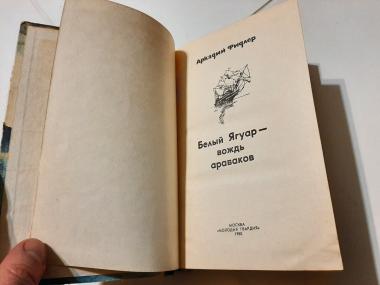 Аркадий Фидлер
Белый Ягуар —
вождь
араваков
МОСКВА
«МОЛОДАЯ ГВАРДИЯ»